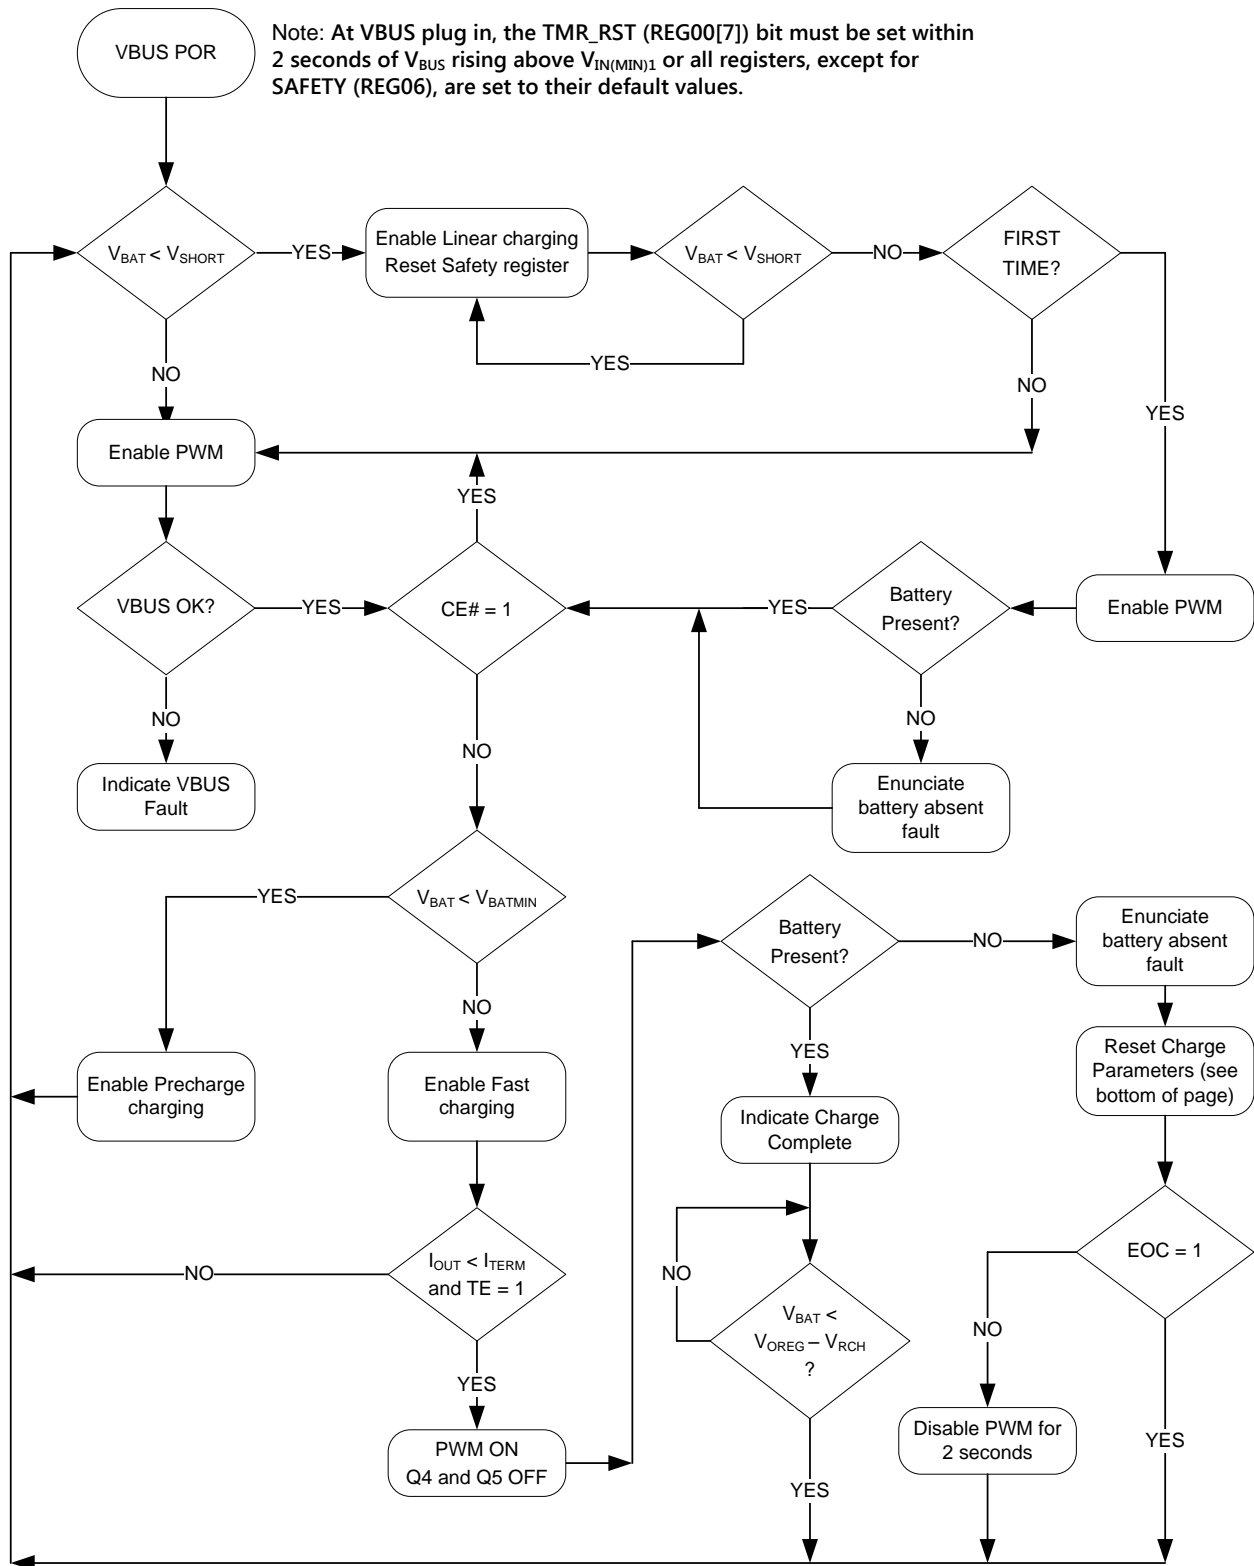 VBUS POR
Note: At VBUS plug in, the TMR_RST (REG00[7]) bit must be set within
2 seconds of VBUS rising above VIN(MIN)1 or all registers, except for
SAFETY (REG06), are set to their default values.
VBAT < VSHORT
YES
Enable Linear charging
Reset Safety register
VBAT < VSHORT
NO
FIRST
TIME?
YES
NO
NO
YES
Enable PWM
YES
VBUS OK?
YES
CE# = 1
YES
Battery
Present?
Enable PWM
NO
NO
NO
Indicate VBUS
Fault
Enunciate
battery absent
fault
YES
VBAT < VBATMIN
Battery
Present?
NO
Enunciate
battery absent
fault
NO
YES
Enable Precharge
charging
Enable Fast
charging
Reset Charge
Parameters (see
bottom of page)
Indicate Charge
Complete
NO
IOUT < ITERM
and TE = 1
NO
EOC = 1
VBAT <
VOREG – VRCH
?
NO
YES
PWM ON
Q4 and Q5 OFF
Disable PWM for
2 seconds
YES
YES